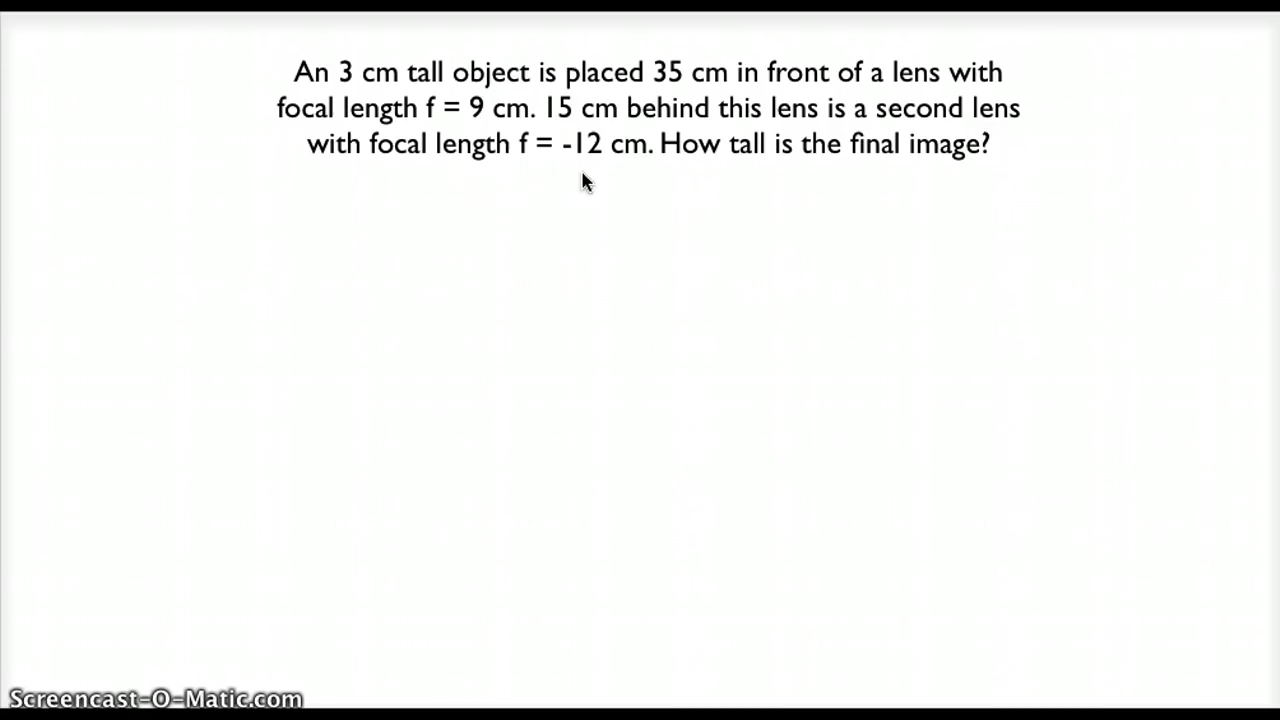 An 3 cm tall object is placed 35 cm in front of a lens with
focal length f = 9 cm. 15 cm behind this lens is a second lens
with focal length f = -12 cm. How tall is the final image?
Screencast-O-Matic.com